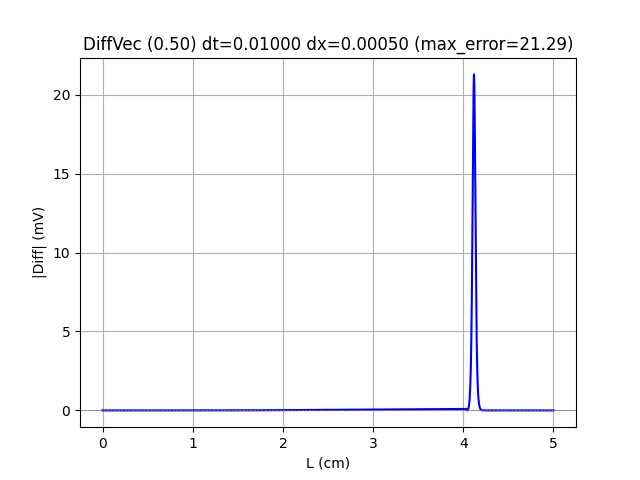 DiffVec (0.50) dt=0.01000 dx=0.00050 (max_error=21.29)
20
15
10
5
0
|Diff| (mV)
0 1 2 3 4 5
L (cm)